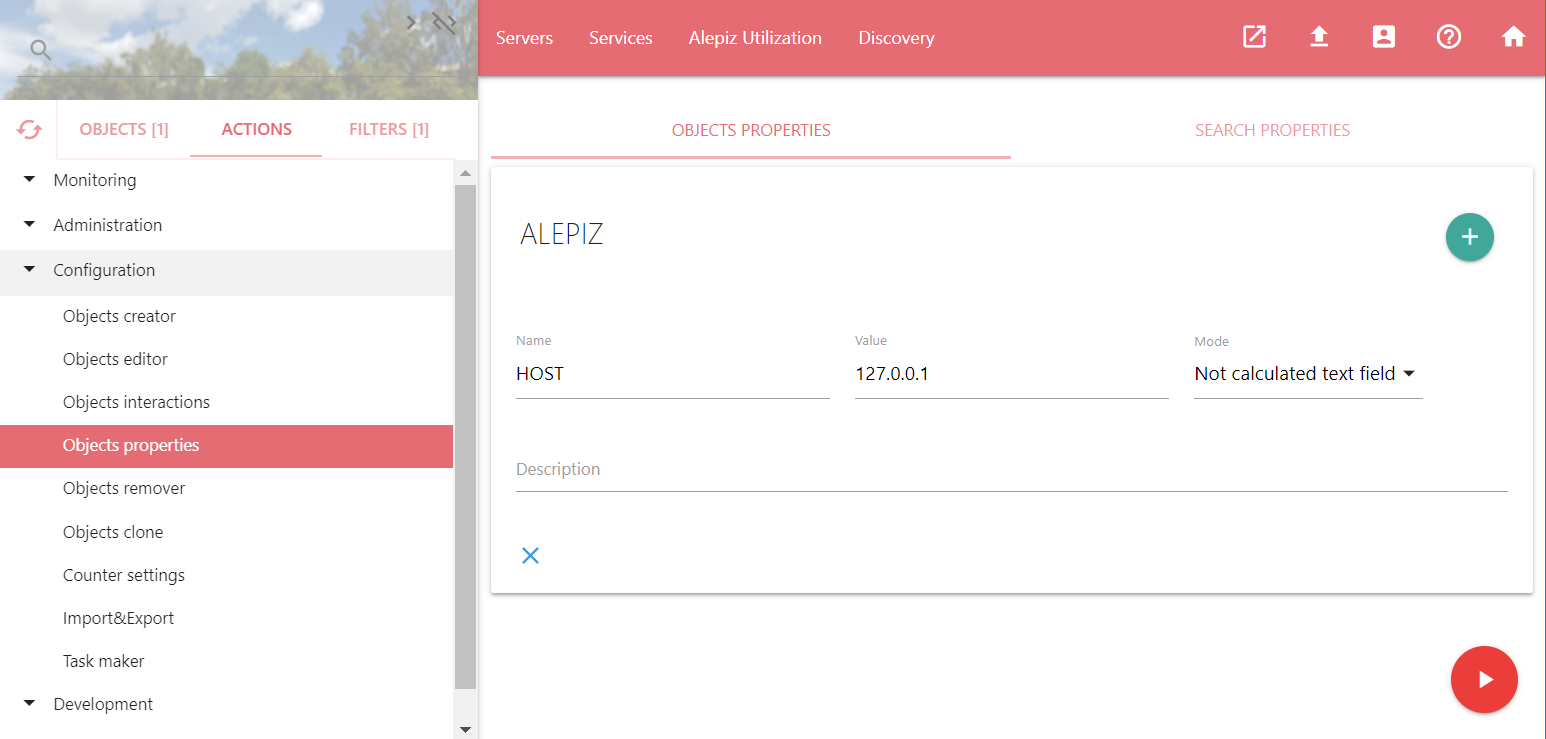 Servers Services Alepiz Utilization Discovery
OBJECTS [1] ACTIONS FILTERS [1]
Monitoring
Administration
Configuration
Objects creator
Objects editor
Objects interactions
Objects properties
Objects remover
Objects clone
Counter settings
Import&Export
Task maker
Development
OBJECTS PROPERTIES SEARCH PROPERTIES
ALEPIZ
Name Value Mode
HOST 127.0.0.1 Not calculated text field
Description